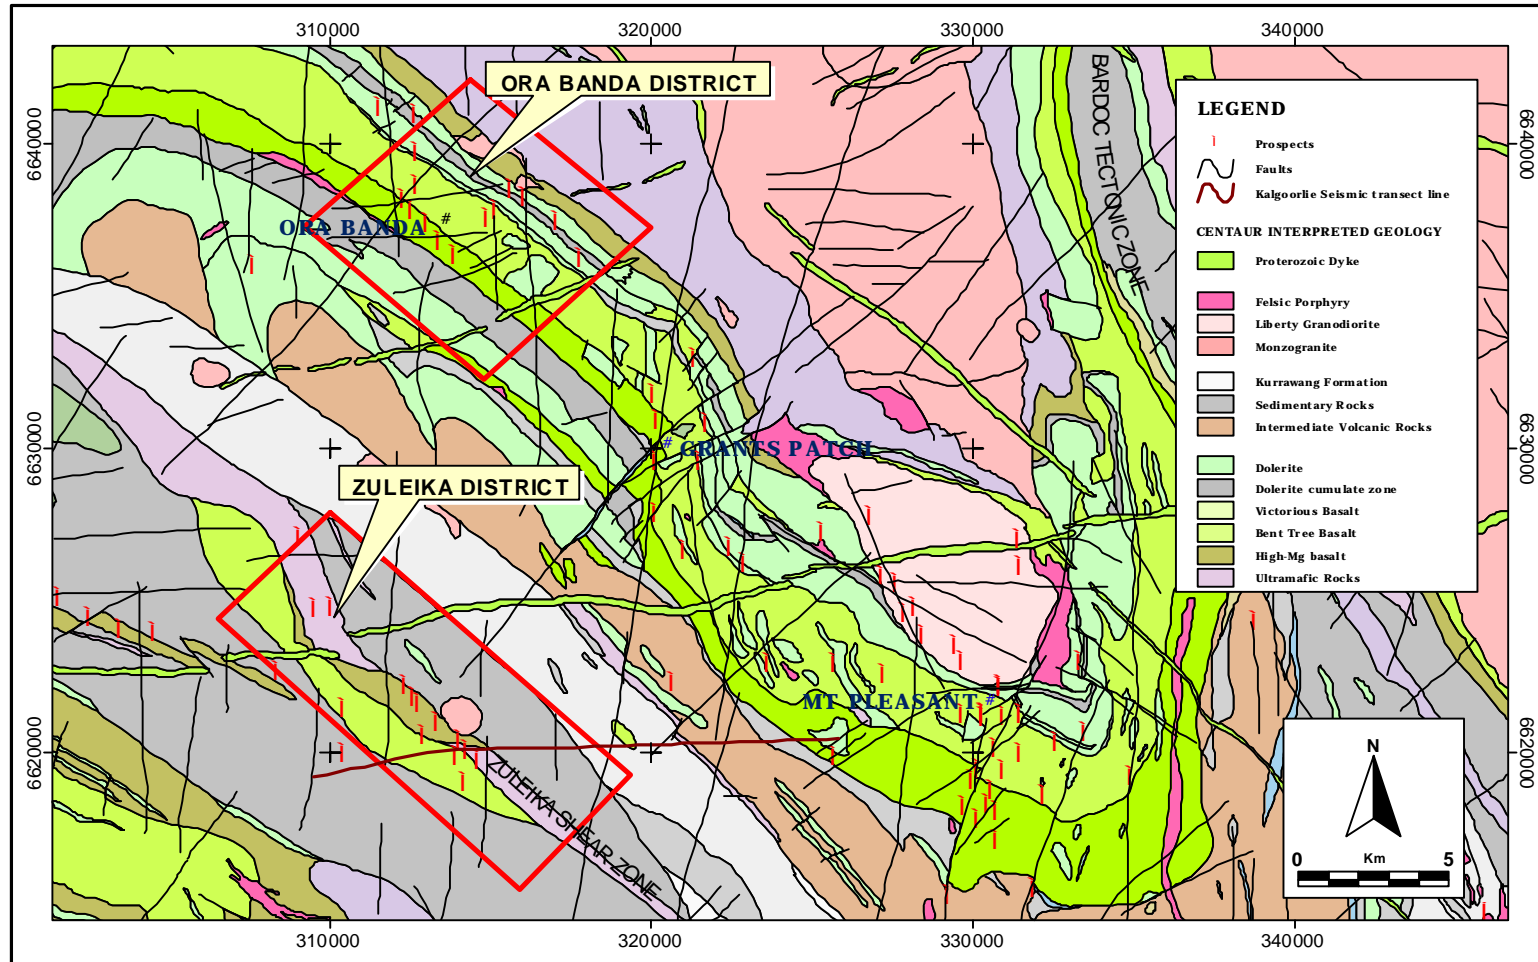 310000
320000
330000
340000
ORA BANDA DISTRICT
BARDOC TECTONIC ZONE
LEGEND
Prospects
Faults
Kalgoorlie Seismic transect line
CENTAUR INTERPRETED GEOLOGY
Proterozoic Dyke
Felsic Porphyry
Liberty Granodiorite
Monzogranite
Kurrawang Formation
Sedimentary Rocks
Intermediate Volcanic Rocks
Dolerite
Dolerite cumulate zone
Victorious Basalt
Bent Tree Basalt
High-Mg basalt
Ultramafic Rocks
6640000
6640000
ORA BANDA #
6630000
6630000
# GRANTS PATCH
ZULEIKA DISTRICT
MT PLEASANT #
6620000
6620000
ZULEIKA SHEAR ZONE
N
0 Km 5
310000
320000
330000
340000